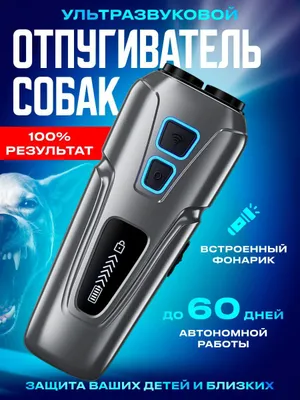 УЛЬТРАЗВУКОВОЙ
ОТПУГИВАТЕЛЬ
СОБАК
100%
РЕЗУЛЬТАТ
ВСТРОЕННЫЙ
ФОНАРИК
ДО 60 ДНЕЙ
АВТОНОМНОЙ
РАБОТЫ
ЗАЩИТА ВАШИХ ДЕТЕЙ И БЛИЗКИХ